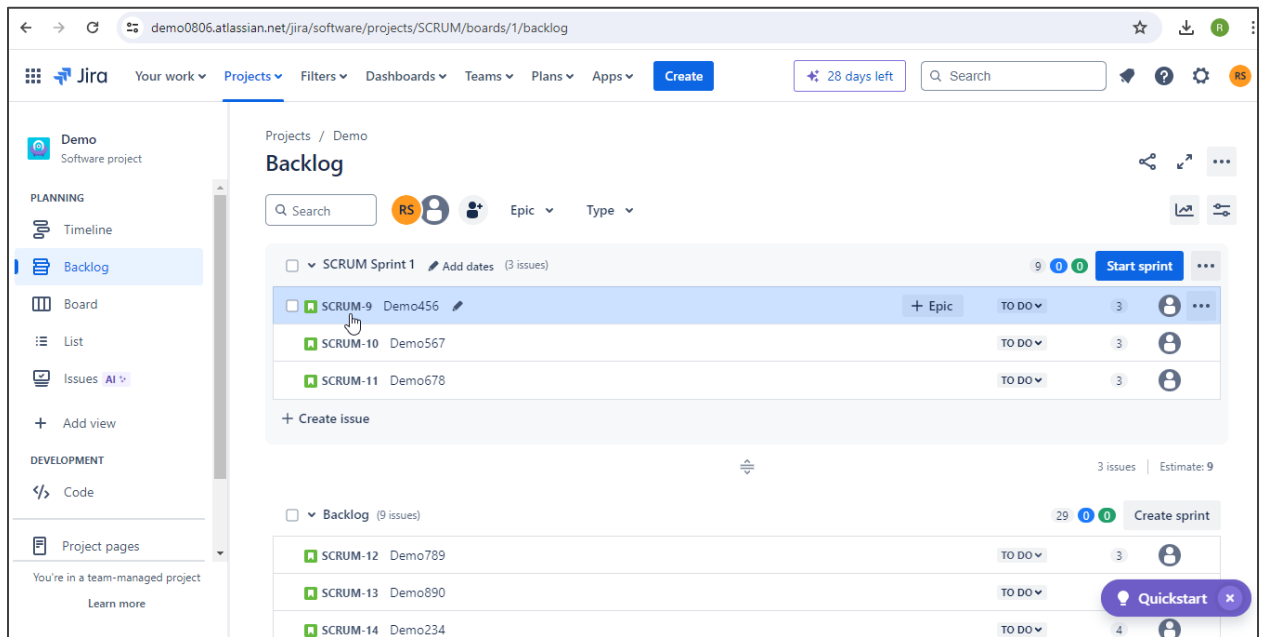 demo0806.atlassian.net/jira/software/projects/SCRUM/boards/1/backlog R
Jira Your work Projects Filters Dashboards Teams Plans Apps Create 28 days left Search RS
Demo
Software project
PLANNING
Timeline
Backlog
Board
List
Issues AI
+ Add view
DEVELOPMENT
Code
Project pages
You're in a team-managed project
Learn more
Projects / Demo
Backlog
Search RS Epic Type
SCRUM Sprint 1 Add dates (3 issues) 9 0 0 Start sprint
SCRUM-9 Demo456 + Epic TO DO 3
SCRUM-10 Demo567 TO DO 3
SCRUM-11 Demo678 TO DO 3
+ Create issue
3 issues Estimate: 9
Backlog (9 issues) 29 0 0 Create sprint
SCRUM-12 Demo789 TO DO 3
SCRUM-13 Demo890 TO DO
Quickstart
SCRUM-14 Demo234 TO DO 4